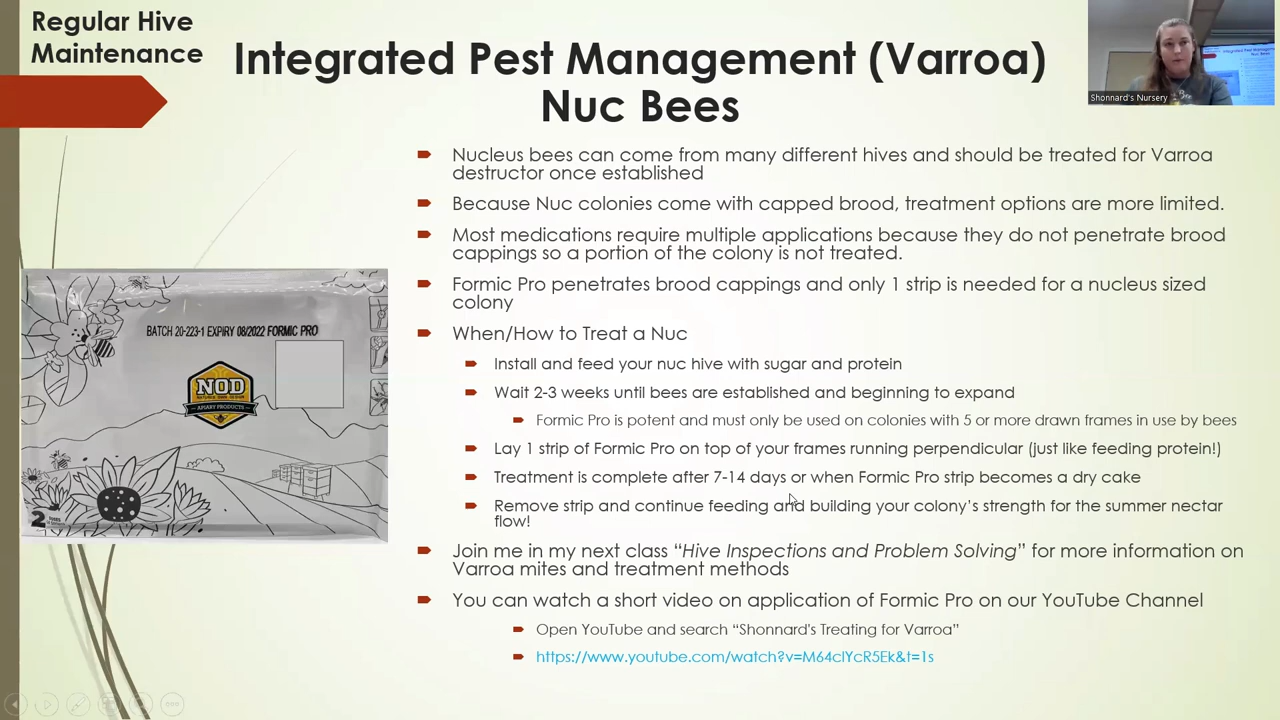 Regular Hive
Maintenance
Integrated Pest Management (Varroa)
Nuc Bees
Shonnard's Nursery
Nucleus bees can come from many different hives and should be treated for Varroa
destructor once established
Because Nuc colonies come with capped brood, treatment options are more limited.
Most medications require multiple applications because they do not penetrate brood
cappings so a portion of the colony is not treated.
Formic Pro penetrates brood cappings and only 1 strip is needed for a nucleus sized
colony
When/How to Treat a Nuc
Install and feed your nuc hive with sugar and protein
Wait 2-3 weeks until bees are established and beginning to expand
Formic Pro is potent and must only be used on colonies with 5 or more drawn frames in use by bees
Lay 1 strip of Formic Pro on top of your frames running perpendicular (just like feeding protein!)
Treatment is complete after 7-14 days or when Formic Pro strip becomes a dry cake
Remove strip and continue feeding and building your colony's strength for the summer nectar
flow!
Join me in my next class “Hive Inspections and Problem Solving” for more information on
Varroa mites and treatment methods
You can watch a short video on application of Formic Pro on our YouTube Channel
Open YouTube and search “Shonnard's Treating for Varroa”
https://www.youtube.com/watch?v=M64clYcR5Ek&t=1s
BATCH 20-223-1 EXPIRY 08/2022 FORMIC PRO
NOD
APIARY PRODUCTS
2